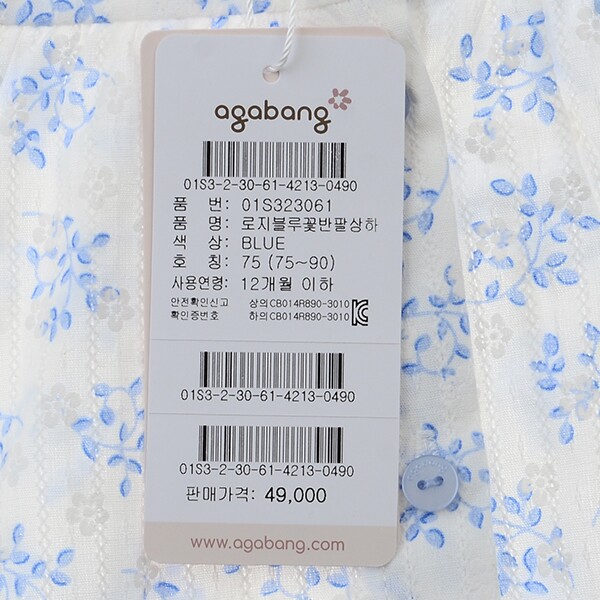 agabang
01S3-2-30-61-4213-0490
품 번: 01S323061
품 명: 로지블루꽃반팔상하
색 상: BLUE
호 칭: 75 (75~90)
사용연령: 12개월 이하
안전확인신고 상의CB014R890-3010
확인증번호 하의CB014R890-3010
01S3-2-30-61-4213-0490
01S3-2-30-61-4213-0490
판매가격: 49,000
www.agabang.com